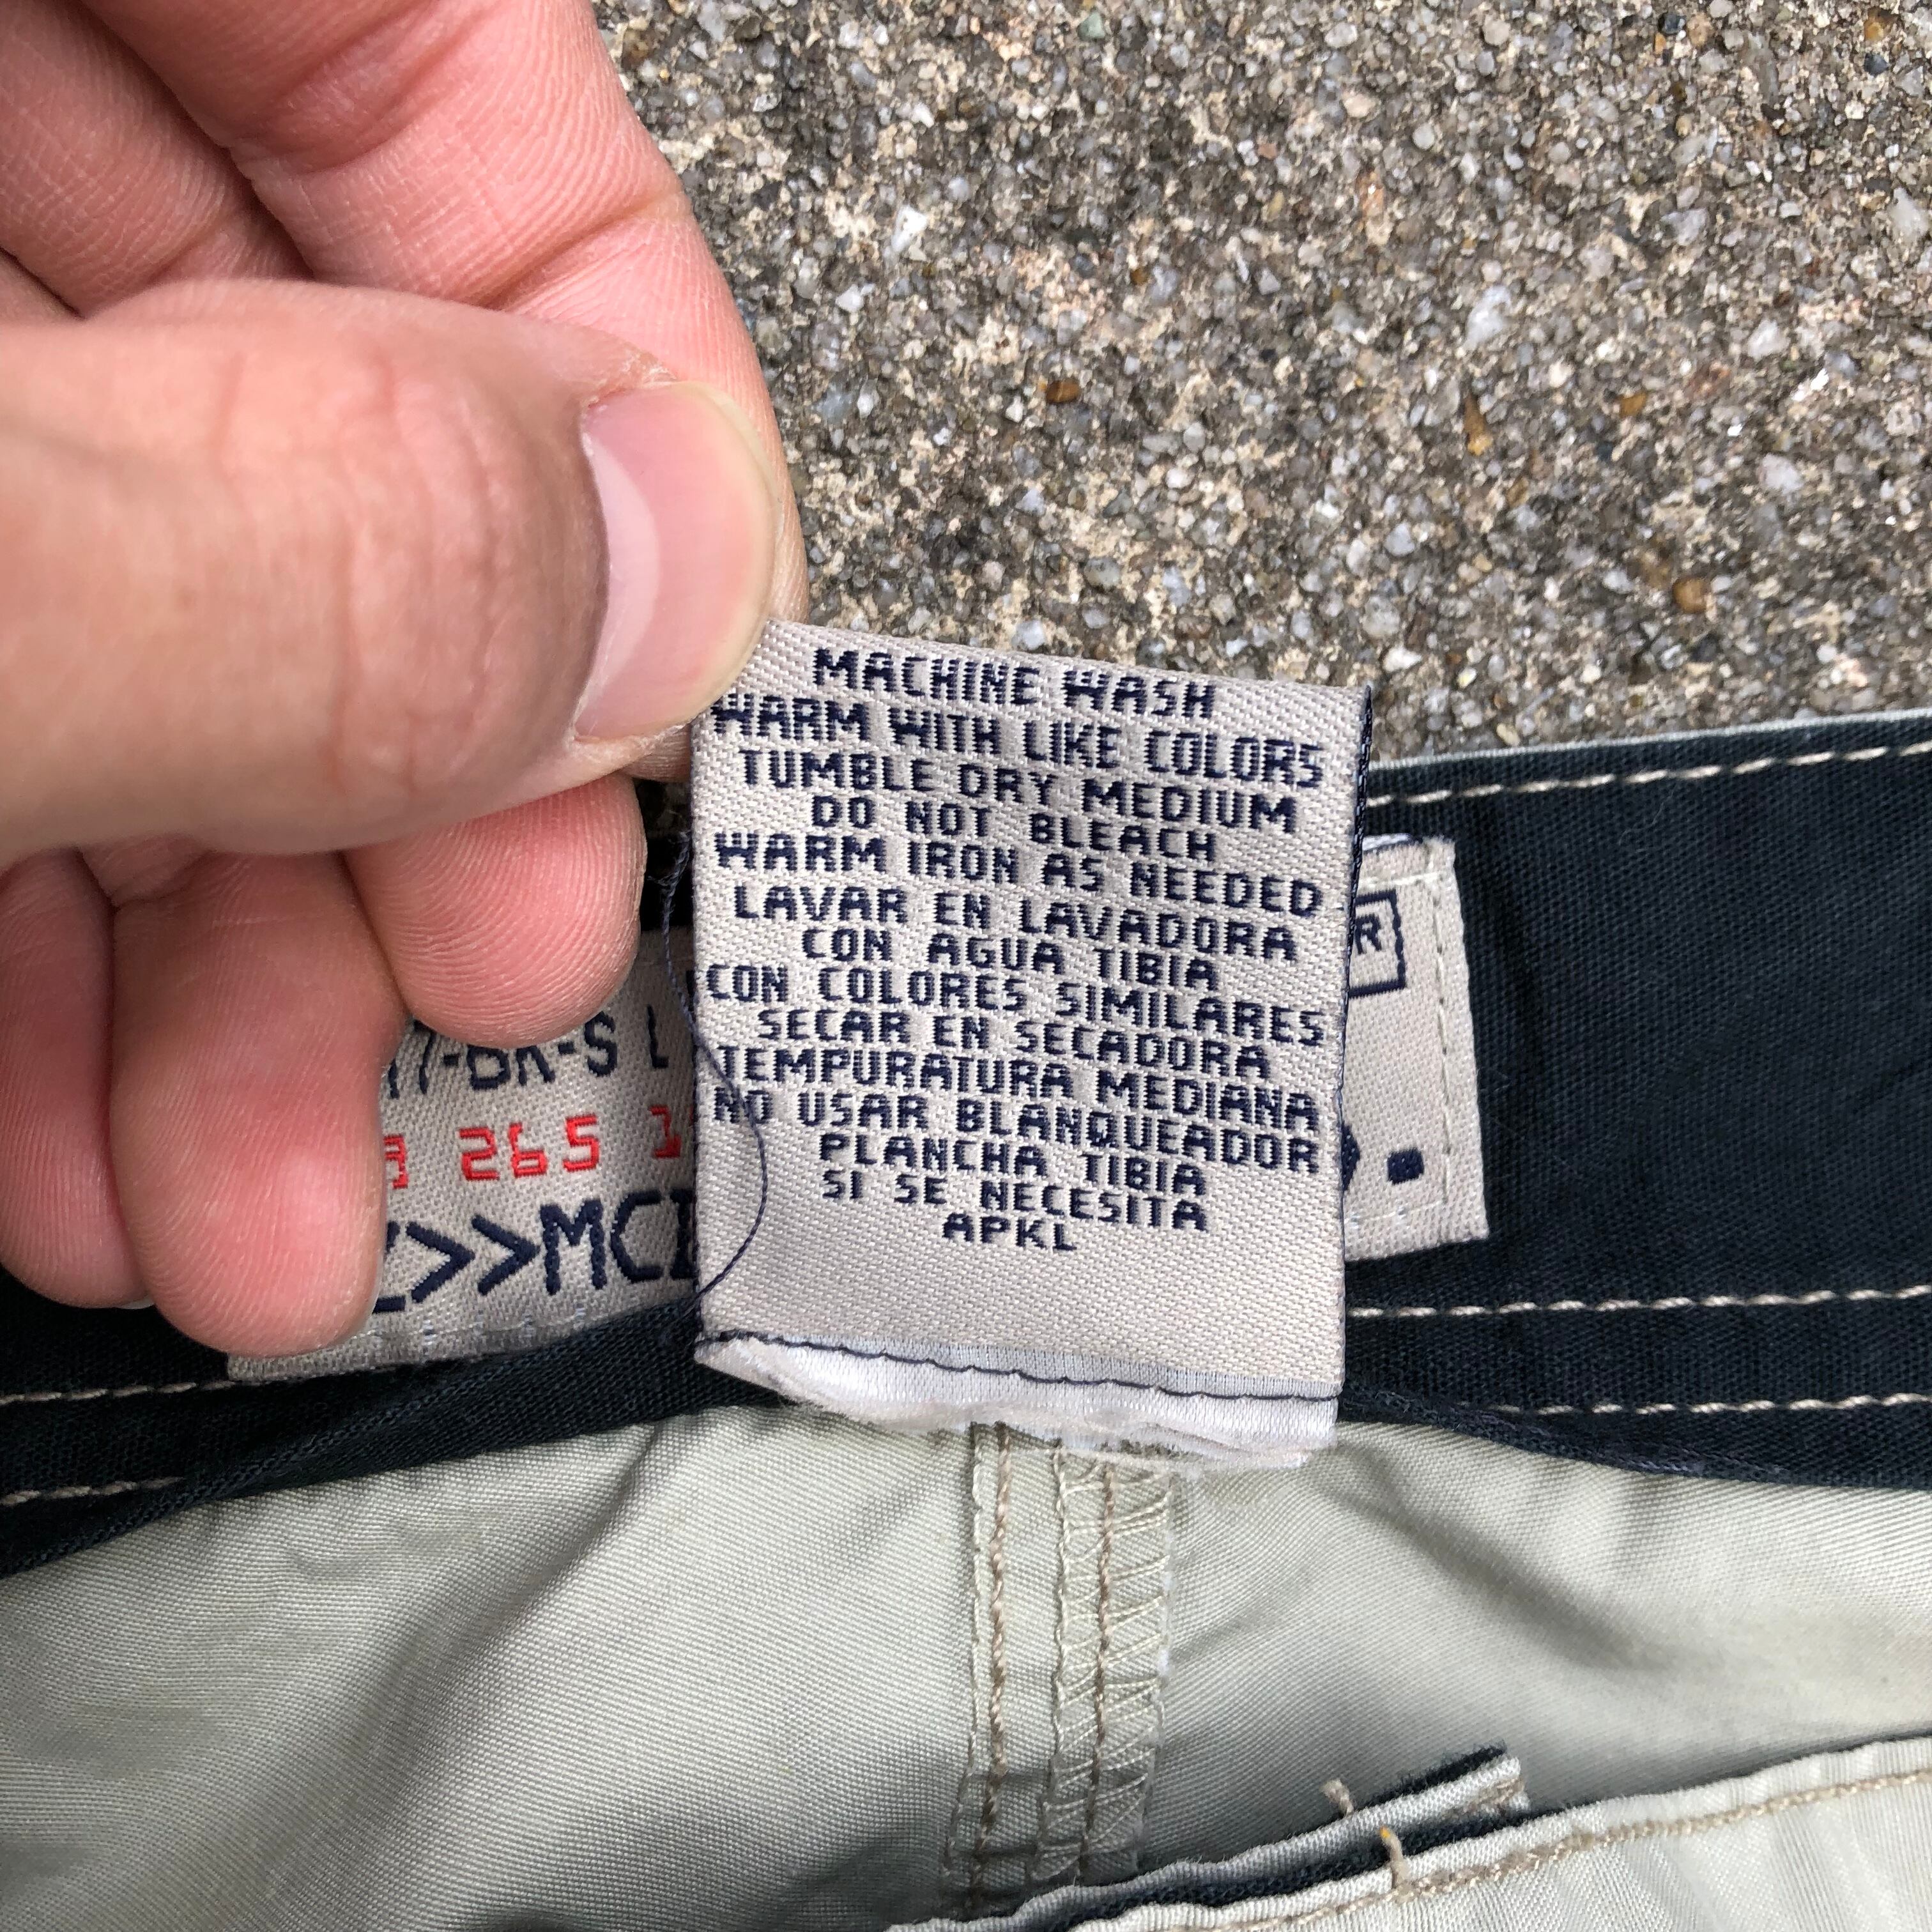 MACHINE WASH
WARM WITH LIKE COLORS
TUMBLE DRY MEDIUM
DO NOT BLEACH
WARM IRON AS NEEDED
LAVAR EN LAVADORA
CON AGUA TIBIA
CON COLORES SIMILARES
SECAR EN SECADORA
TEMPURATURA MEDIANA
NO USAR BLANQUEADOR
PLANCHA TIBIA
SI SE NECESITA
APKL
R
265